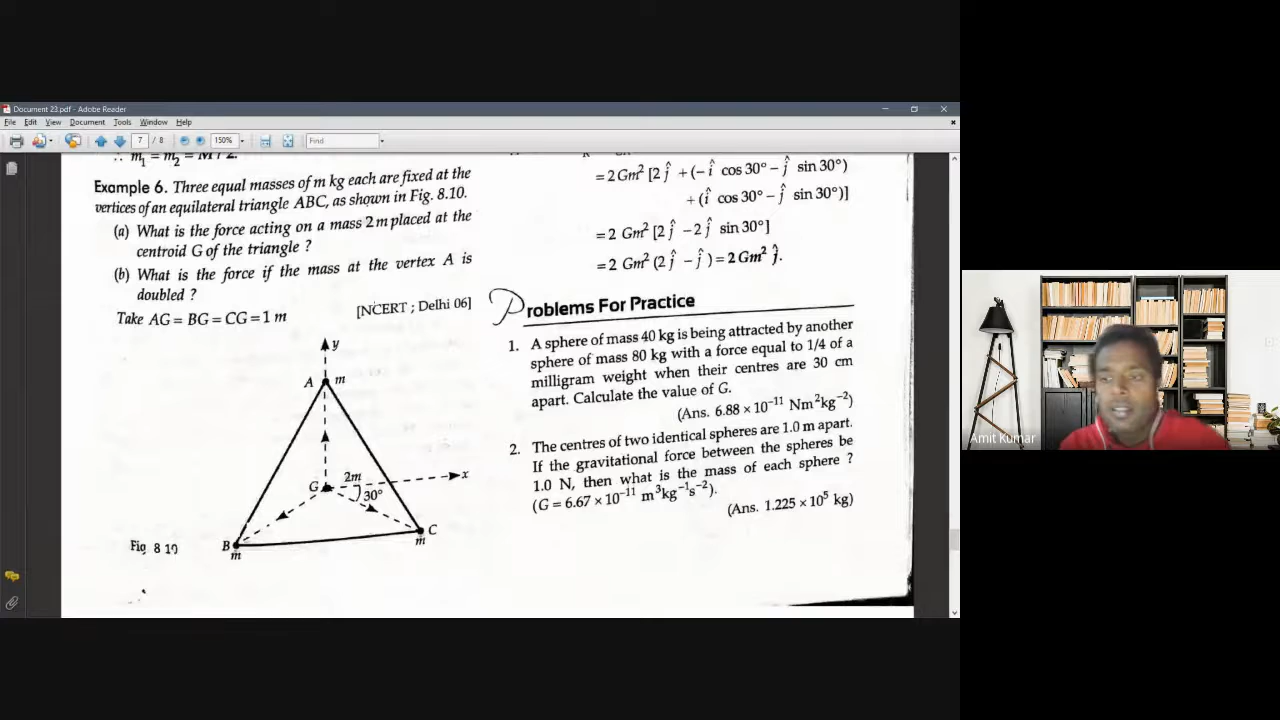 Document 23.pdf - Adobe Reader
File Edit View Document Tools Window Help
7 / 8 150% Find
∴ m₁ = m₂ = M / 2.
Example 6. Three equal masses of m kg each are fixed at the
vertices of an equilateral triangle ABC, as shown in Fig. 8.10.
(a) What is the force acting on a mass 2m placed at the
centroid G of the triangle ?
(b) What is the force if the mass at the vertex A is
doubled ?
Take AG = BG = CG = 1 m
[NCERT ; Delhi 06]
y
A m
G 2m x
30°
B C
m m
Fig 8 10
= 2 Gm² [2 ĵ + (– î cos 30° – ĵ sin 30°)
+ (î cos 30° – ĵ sin 30°)]
= 2 Gm² [2 ĵ – 2 ĵ sin 30°]
= 2 Gm² (2 ĵ – ĵ) = 2 Gm² ĵ.
Problems For Practice
1. A sphere of mass 40 kg is being attracted by another
sphere of mass 80 kg with a force equal to 1/4 of a
milligram weight when their centres are 30 cm
apart. Calculate the value of G.
(Ans. 6.88 × 10⁻¹¹ Nm²kg⁻²)
2. The centres of two identical spheres are 1.0 m apart.
If the gravitational force between the spheres be
1.0 N, then what is the mass of each sphere ?
(G = 6.67 × 10⁻¹¹ m³kg⁻¹s⁻²).
(Ans. 1.225 × 10⁵ kg)
Amit Kumar